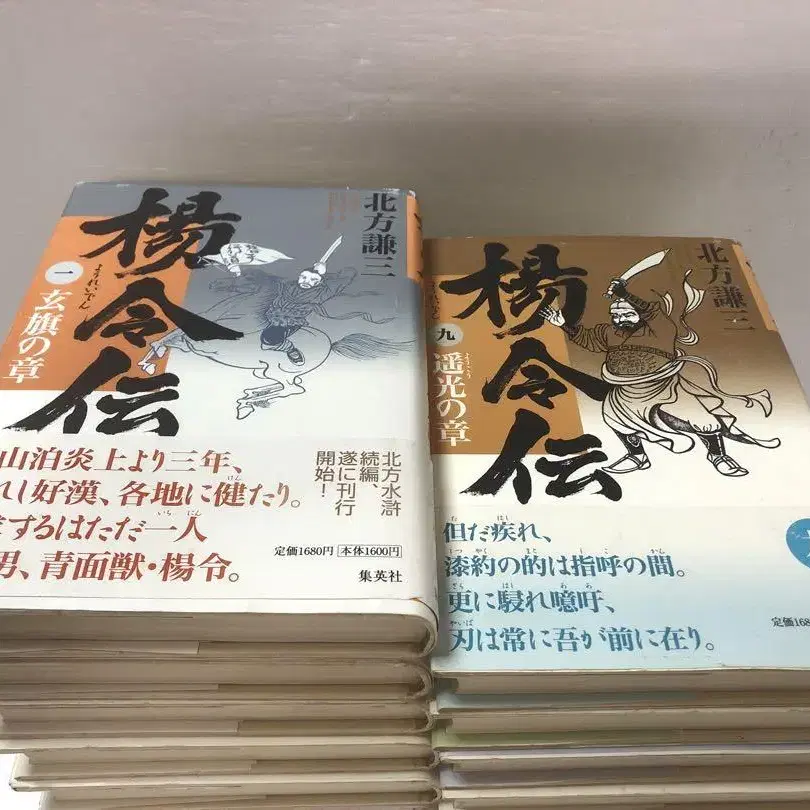 北方謙三
楊令伝
ようれいでん
一
玄旗の章
山泊炎上より三年、
れし好漢、各地に健たり。
するはただ一人
男、青面獣・楊令。
北方水滸
続編、
遂に刊行
開始!
定価1680円 本体1600円
集英社
北方謙三
楊令伝
九
遥光の章
但だ疾れ、
漆約の的は指呼の間。
更に駸れ噫吁、
刃は常に吾が前に在り。
定価168